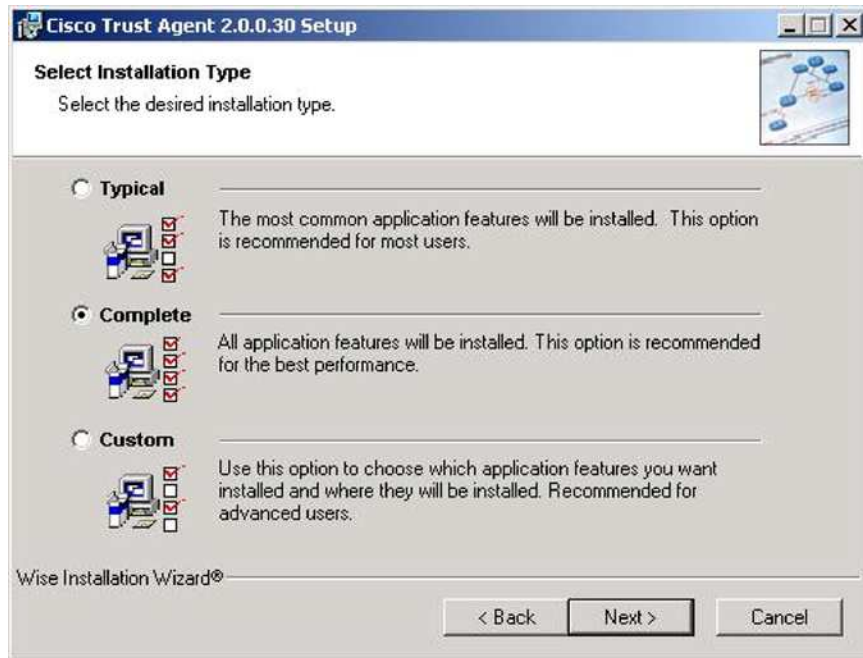 Cisco Trust Agent 2.0.0.30 Setup
Select Installation Type
Select the desired installation type.
Typical
The most common application features will be installed.  This option
is recommended for most users.
Complete
All application features will be installed. This option is recommended
for the best performance.
Custom
Use this option to choose which application features you want
installed and where they will be installed. Recommended for
advanced users.
Wise Installation Wizard®
< Back
Next >
Cancel